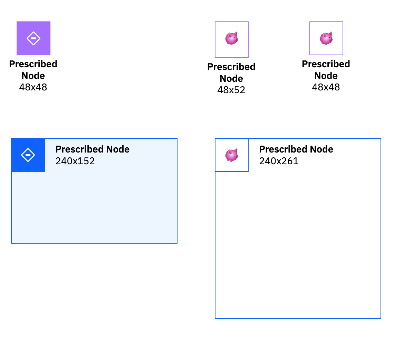 Prescribed
Node
48x48
Prescribed
Node
48x52
Prescribed
Node
48x48
Prescribed Node
240x152
Prescribed Node
240x261